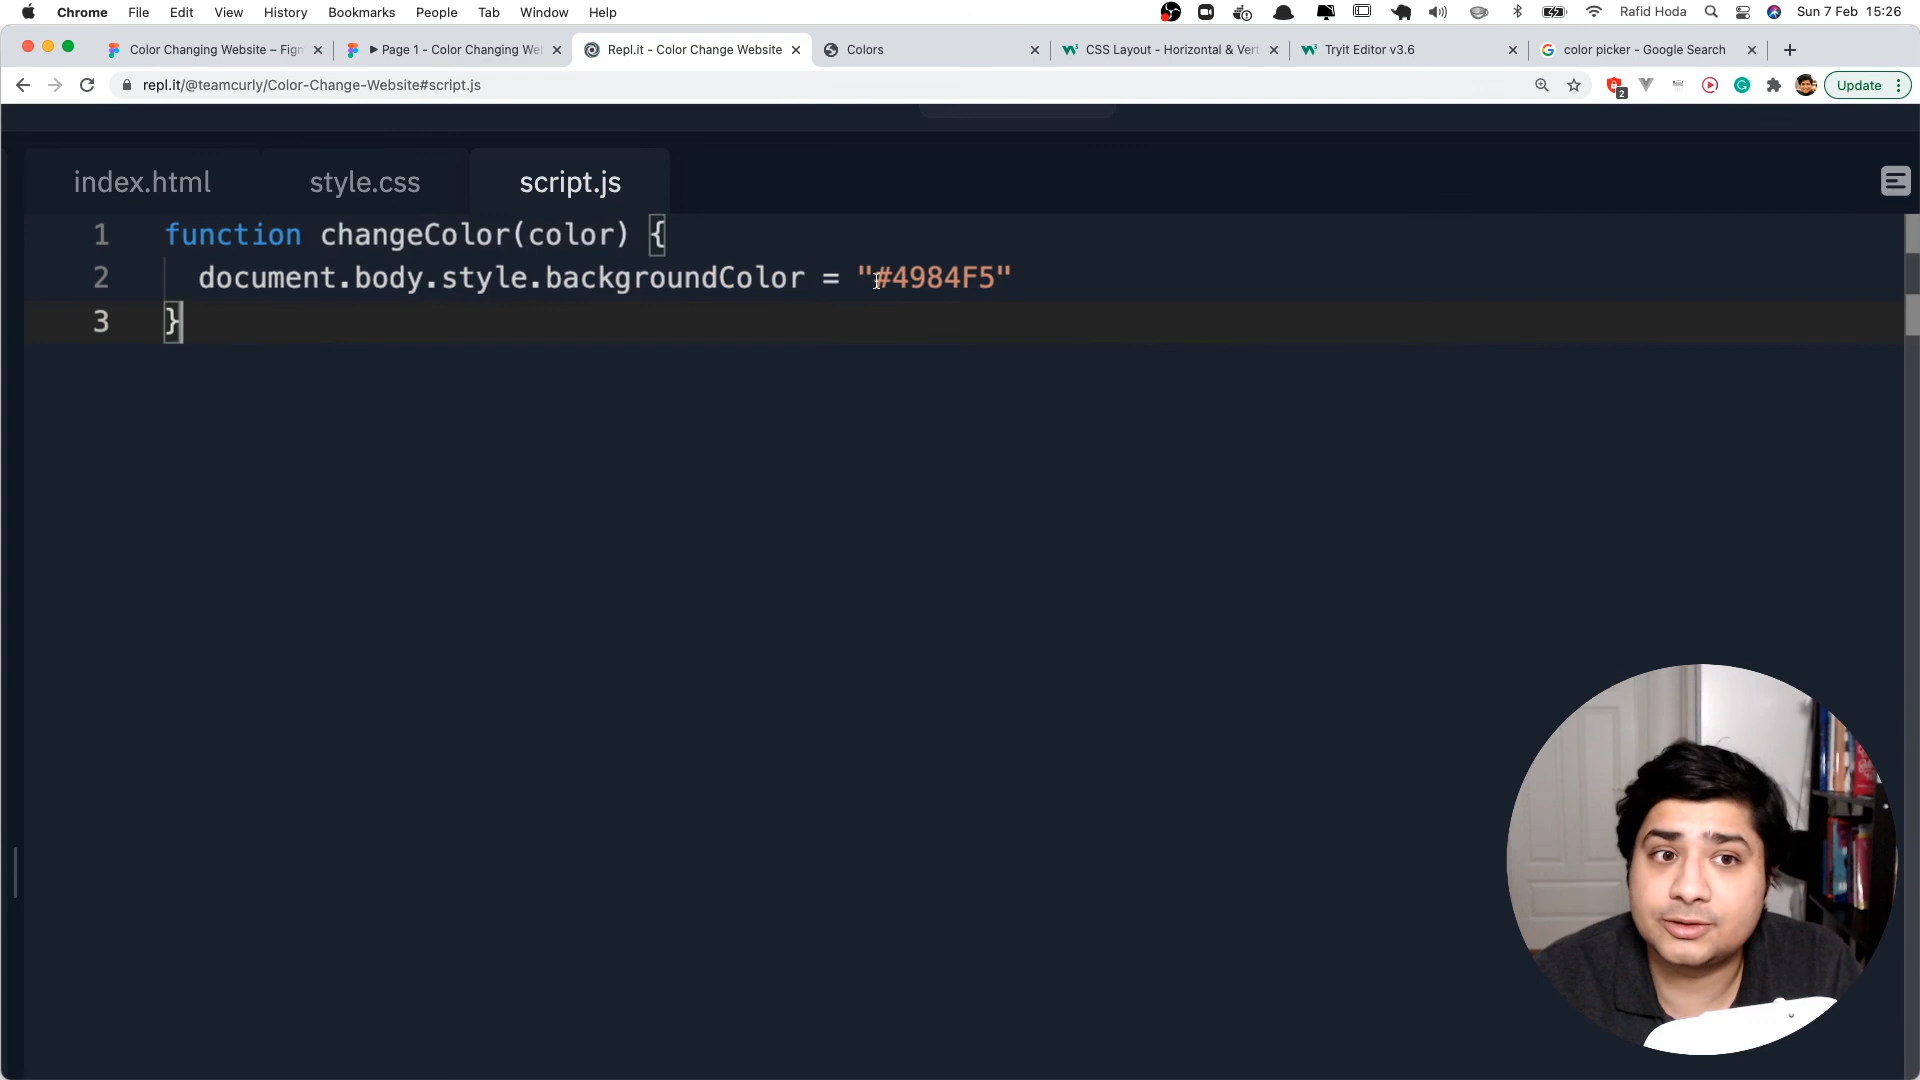 Chrome File Edit View History Bookmarks People Tab Window Help Rafid Hoda Sun 7 Feb 15:26
Color Changing Website – Figm Page 1 - Color Changing Web Repl.it - Color Change Website Colors CSS Layout - Horizontal & Vert Tryit Editor v3.6 color picker - Google Search
repl.it/@teamcurly/Color-Change-Website#script.js 2 Update
index.html style.css script.js
1 function changeColor(color) {
2 document.body.style.backgroundColor = "#4984F5"
3 }